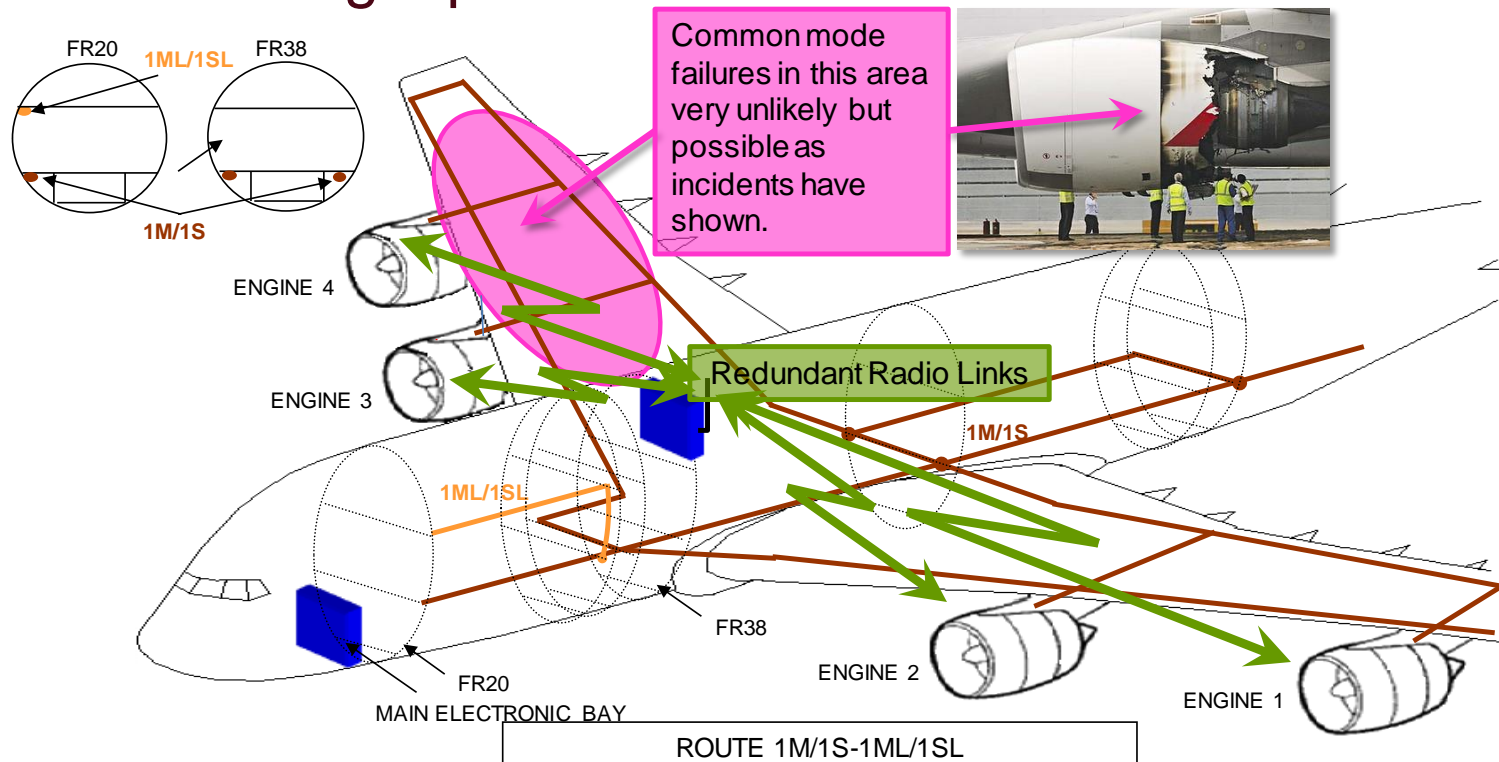 FR20
FR38
1ML/1SL
1M/1S
Common mode
failures in this area
very unlikely but
possible as
incidents have
shown.
ENGINE 4
ENGINE 3
Redundant Radio Links
1M/1S
1ML/1SL
FR38
FR20
MAIN ELECTRONIC BAY
ENGINE 2
ENGINE 1
ROUTE 1M/1S-1ML/1SL